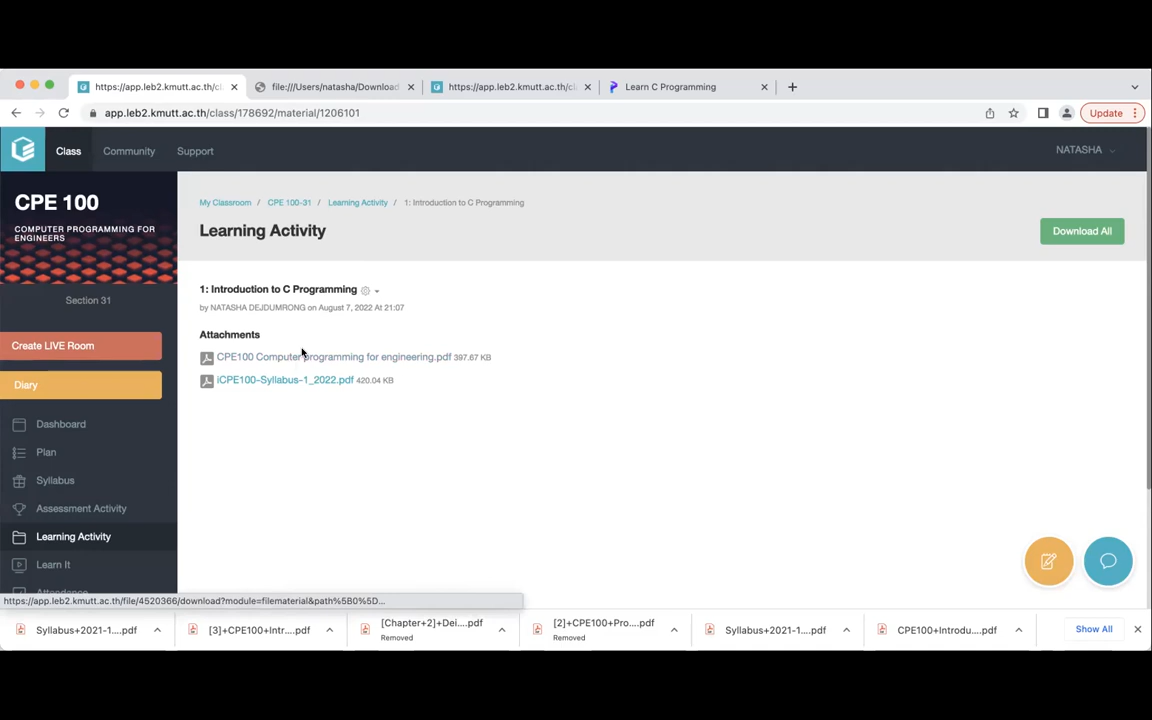 https://app.leb2.kmutt.ac.th/cl
file:///Users/natasha/Download
https://app.leb2.kmutt.ac.th/cl
Learn C Programming
app.leb2.kmutt.ac.th/class/178692/material/1206101
Update
Class
Community
Support
NATASHA
CPE 100
COMPUTER PROGRAMMING FOR
ENGINEERS
Section 31
Create LIVE Room
Diary
Dashboard
Plan
Syllabus
Assessment Activity
Learning Activity
Learn It
Attendance
My Classroom / CPE 100-31 / Learning Activity / 1: Introduction to C Programming
Learning Activity
Download All
1: Introduction to C Programming
by NATASHA DEJDUMRONG on August 7, 2022 At 21:07
Attachments
CPE100 Computer programming for engineering.pdf 397.67 KB
iCPE100-Syllabus-1_2022.pdf 420.04 KB
https://app.leb2.kmutt.ac.th/file/4520366/download?module=filematerial&path%5B0%5D...
Syllabus+2021-1....pdf
[3]+CPE100+Intr....pdf
[Chapter+2]+Dei....pdf
Removed
[2]+CPE100+Pro....pdf
Removed
Syllabus+2021-1....pdf
CPE100+Introdu....pdf
Show All